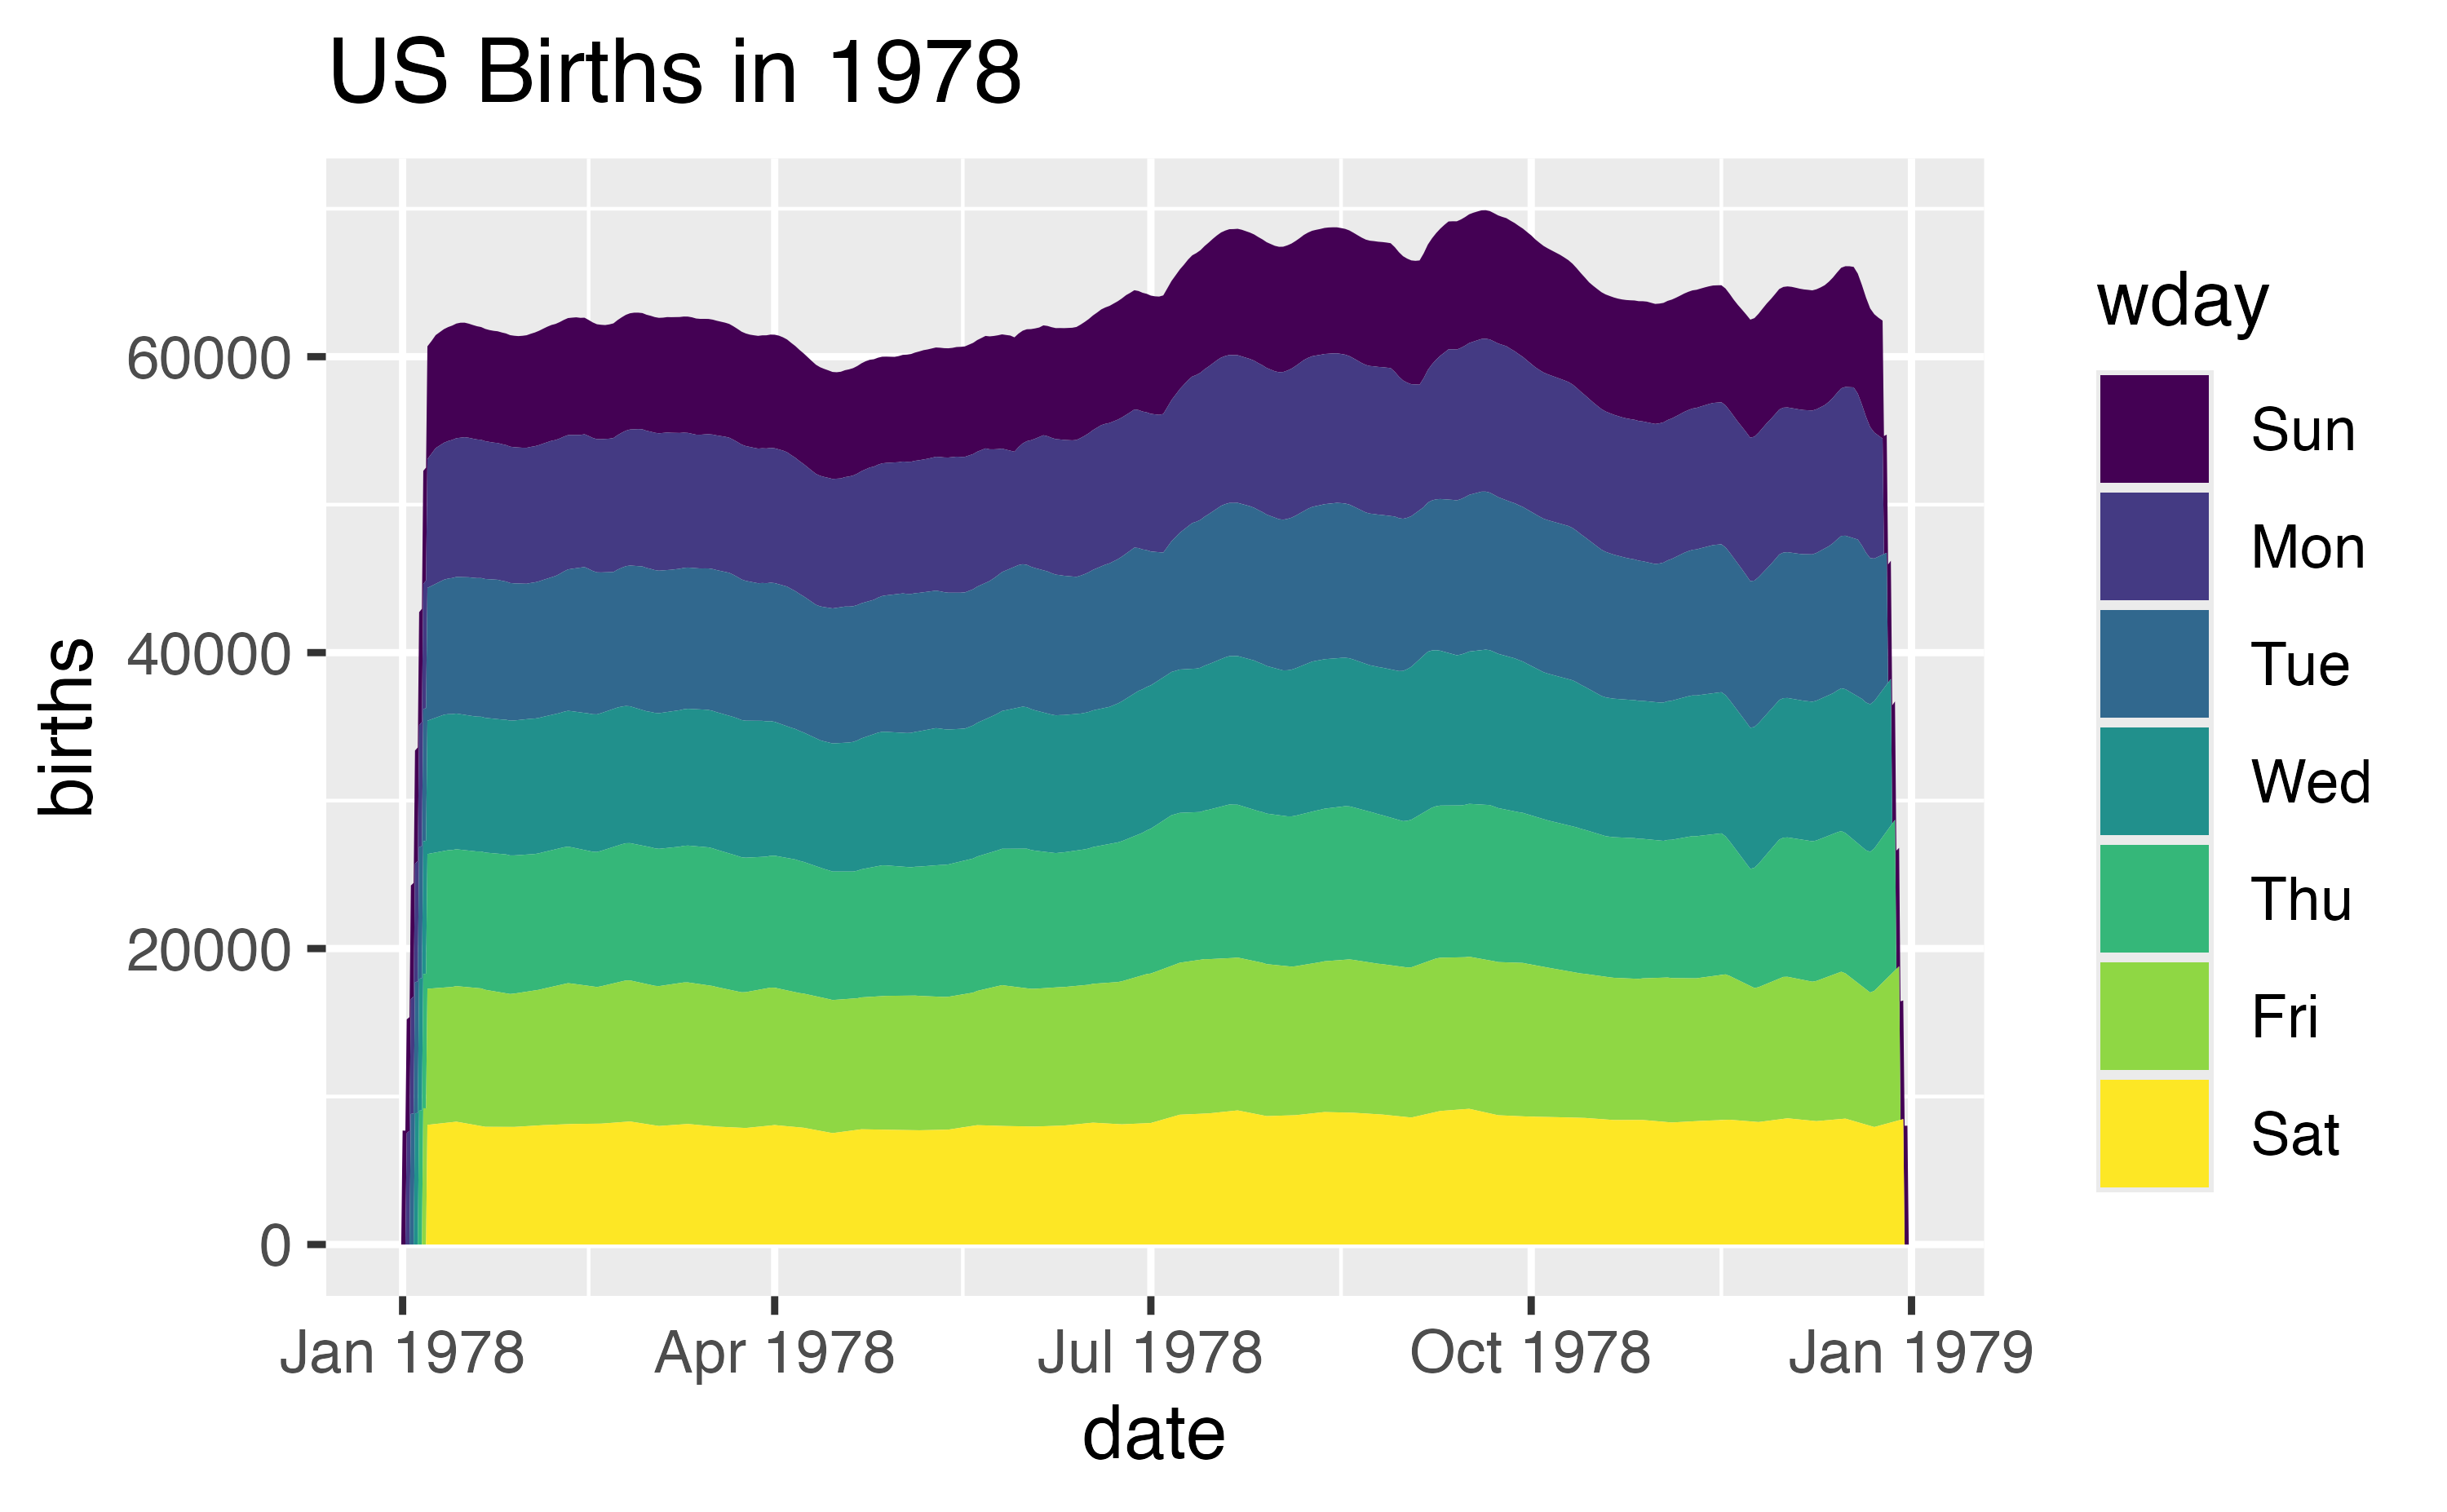 US Births in 1978
births
60000
40000
20000
0
Jan 1978 Apr 1978 Jul 1978 Oct 1978 Jan 1979
date
wday
Sun
Mon
Tue
Wed
Thu
Fri
Sat